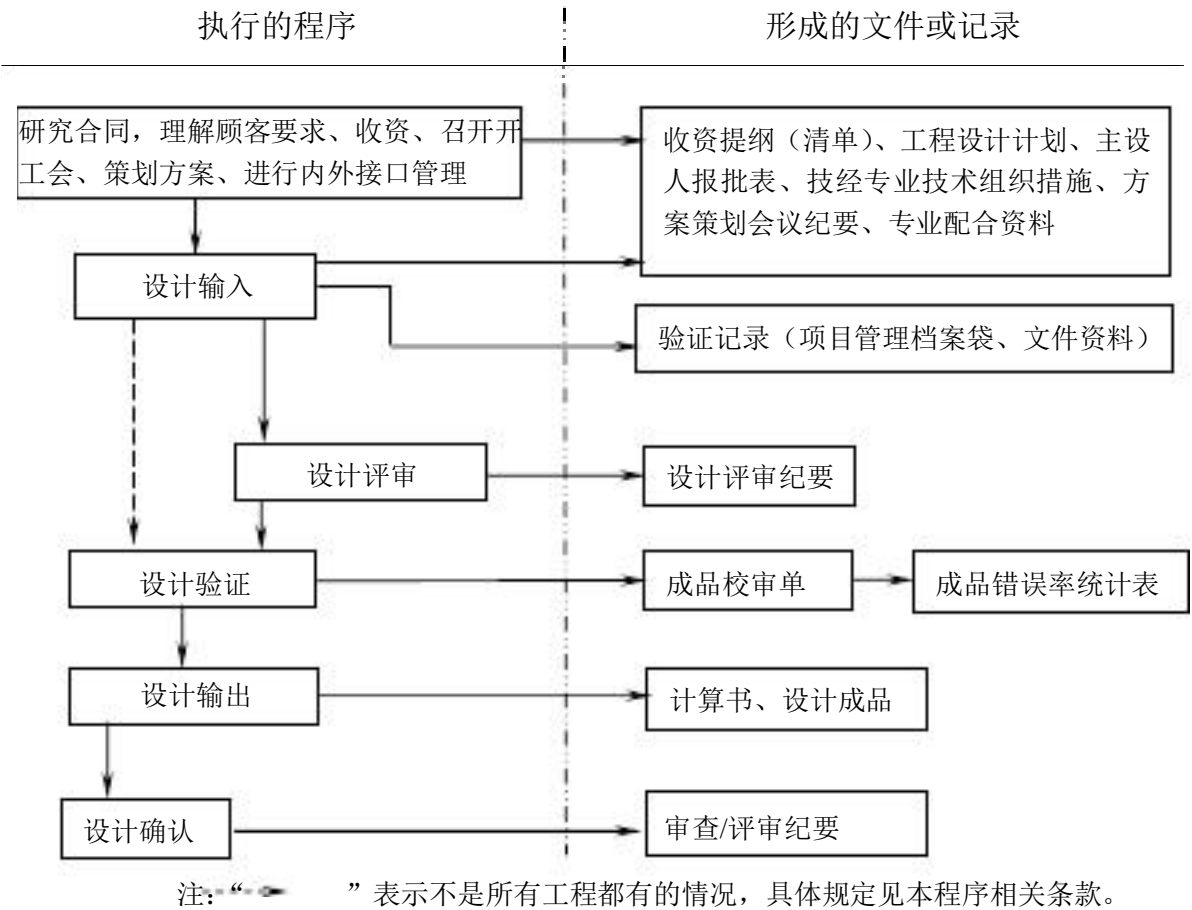 执行的程序
形成的文件或记录
研究合同，理解顾客要求、收资、召开开
工会、策划方案、进行内外接口管理
收资提纲（清单）、工程设计计划、主设
人报批表、技经专业技术组织措施、方
案策划会议纪要、专业配合资料
设计输入
验证记录（项目管理档案袋、文件资料）
设计评审
设计评审纪要
设计验证
成品校审单
成品错误率统计表
设计输出
计算书、设计成品
设计确认
审查/评审纪要
注：“ ”表示不是所有工程都有的情况，具体规定见本程序相关条款。